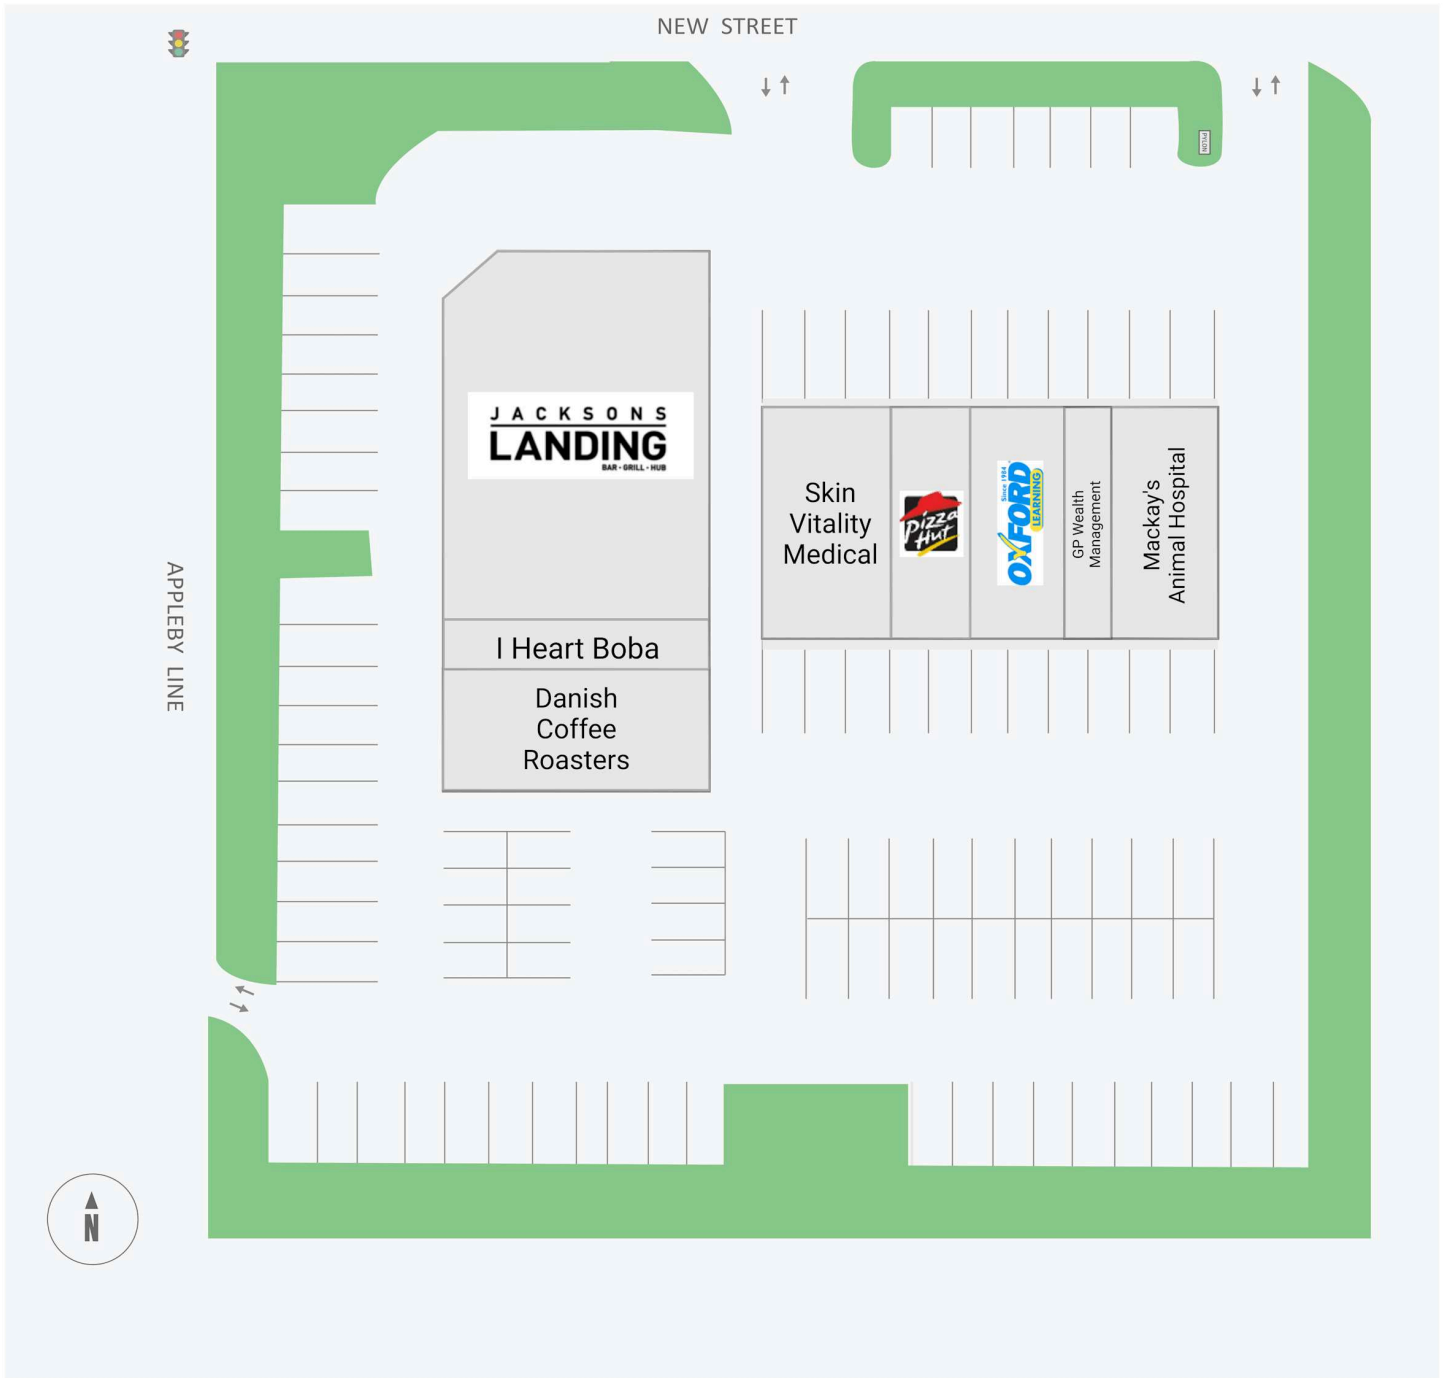 NEW STREET
PYLON
JACKSONS
LANDING
BAR • GRILL • HUB
Skin
Vitality
Medical
Pizza
Hut
Since 1984
OXFORD
LEARNING
GP Wealth
Management
Mackay's
Animal Hospital
APPLEBY LINE
I Heart Boba
Danish
Coffee
Roasters
N